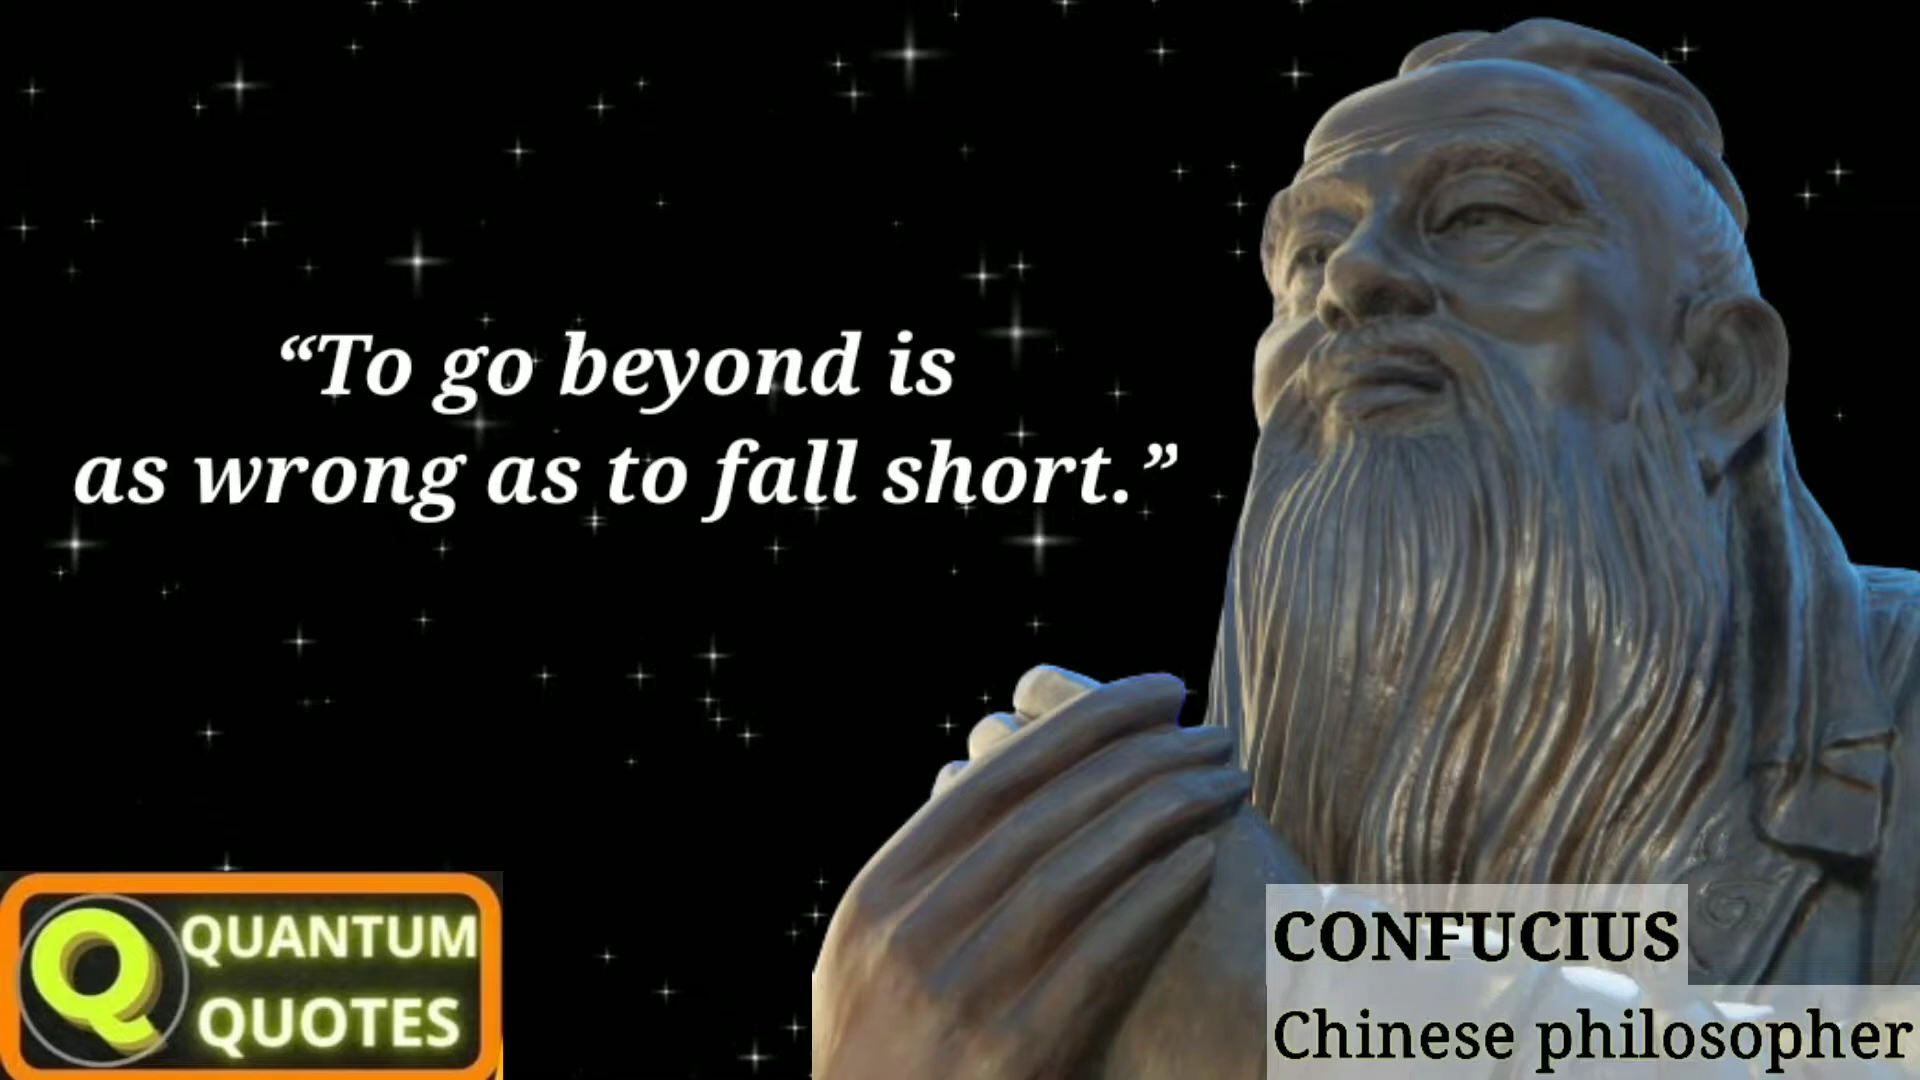 “To go beyond is
as wrong as to fall short.”
QUANTUM
QUOTES
CONFUCIUS
Chinese philosopher